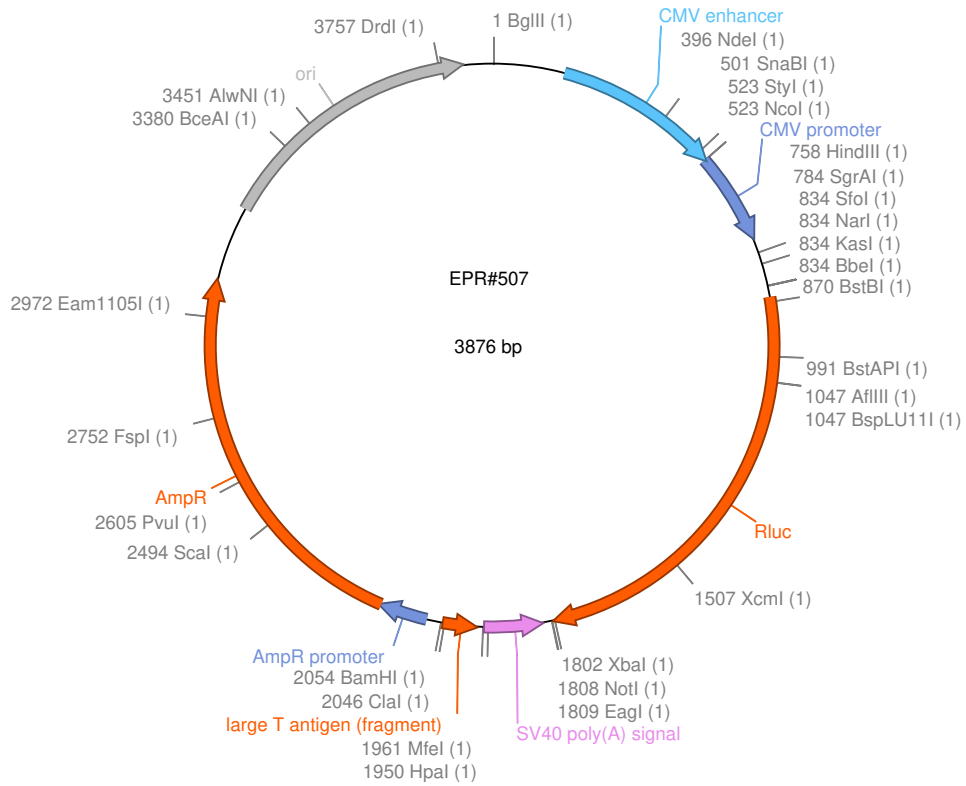 3757 DrdI (1)
1 BglII (1)
CMV enhancer
396 NdeI (1)
501 SnaBI (1)
523 StyI (1)
523 NcoI (1)
CMV promoter
758 HindIII (1)
784 SgrAI (1)
834 SfoI (1)
834 NarI (1)
834 KasI (1)
834 BbeI (1)
870 BstBI (1)
ori
3451 AlwNI (1)
3380 BceAI (1)
EPR#507
3876 bp
2972 Eam1105I (1)
991 BstAPI (1)
1047 AflIII (1)
1047 BspLU11I (1)
2752 FspI (1)
AmpR
2605 PvuI (1)
2494 ScaI (1)
Rluc
1507 XcmI (1)
AmpR promoter
2054 BamHI (1)
2046 ClaI (1)
large T antigen (fragment)
1961 MfeI (1)
1950 HpaI (1)
1802 XbaI (1)
1808 NotI (1)
1809 EagI (1)
SV40 poly(A) signal